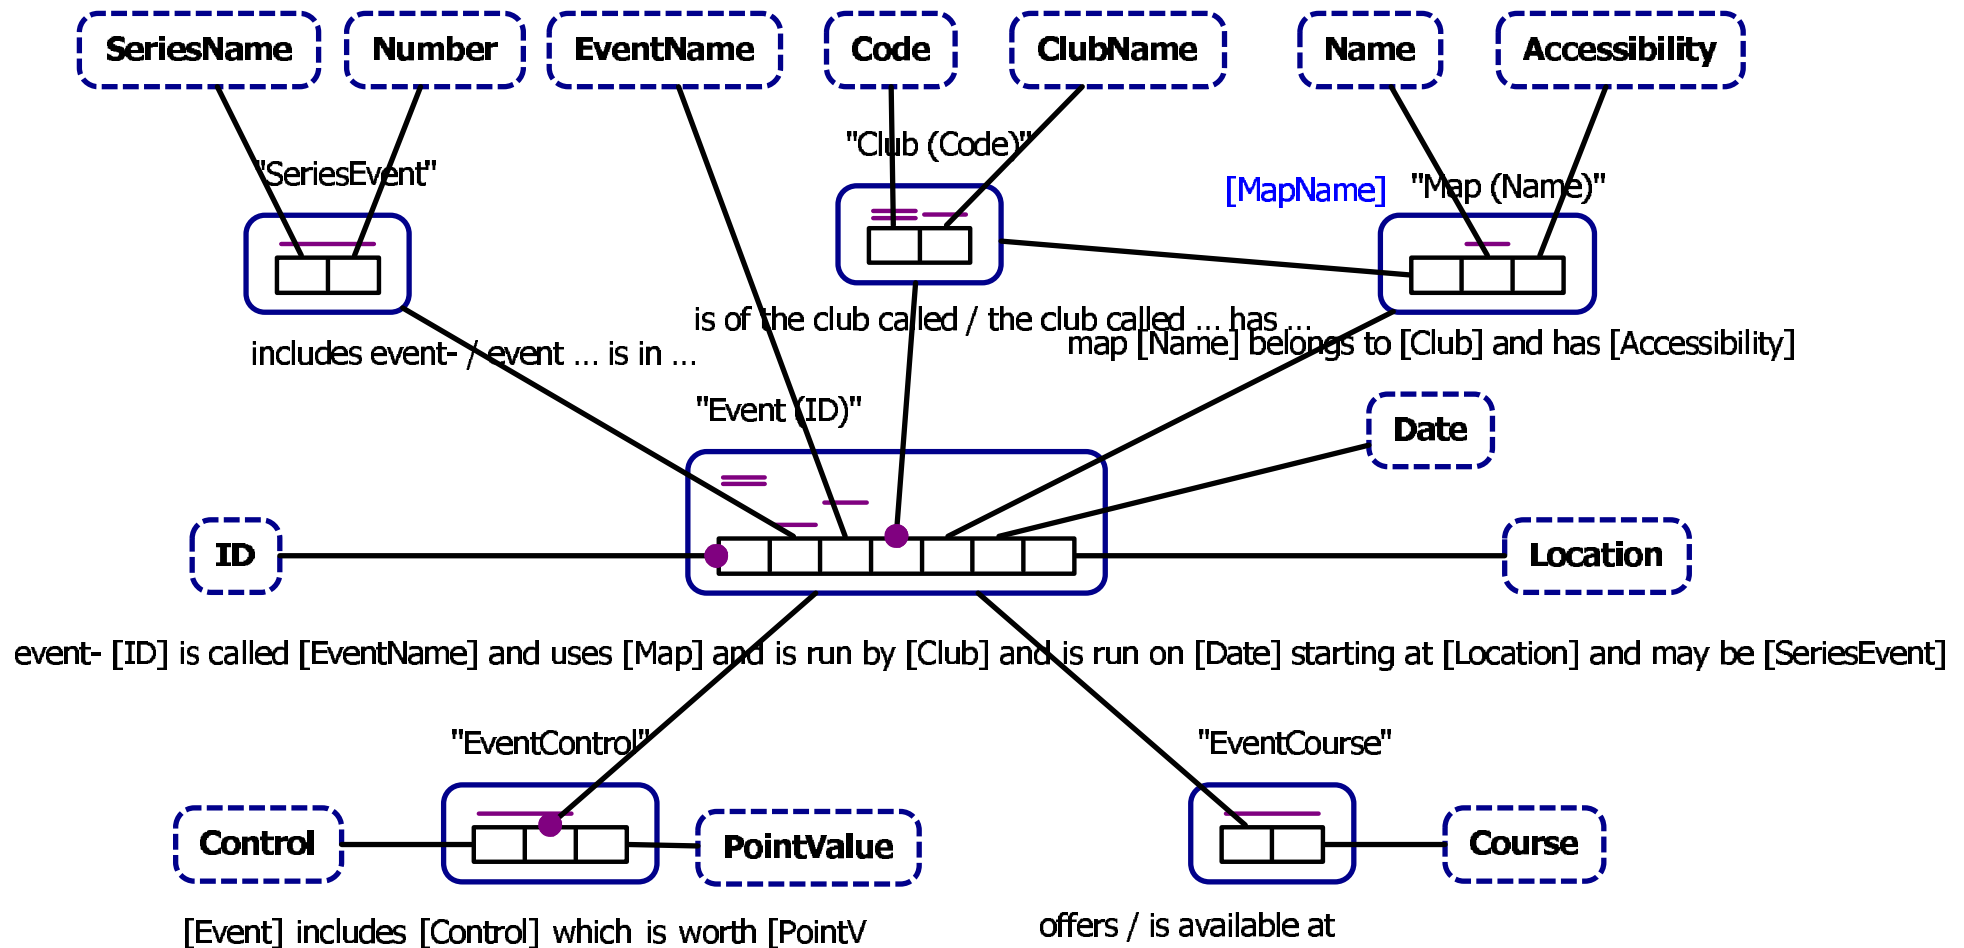 SeriesName Number EventName Code ClubName Name Accessibility
"Club (Code)"
"SeriesEvent"
[MapName] "Map (Name)"
is of the club called / the club called ... has ...
includes event- / event ... is in ...
map [Name] belongs to [Club] and has [Accessibility]
"Event (ID)"
Date
ID
Location
event- [ID] is called [EventName] and uses [Map] and is run by [Club] and is run on [Date] starting at [Location] and may be [SeriesEvent]
"EventControl" "EventCourse"
Control PointValue Course
[Event] includes [Control] which is worth [PointV
offers / is available at